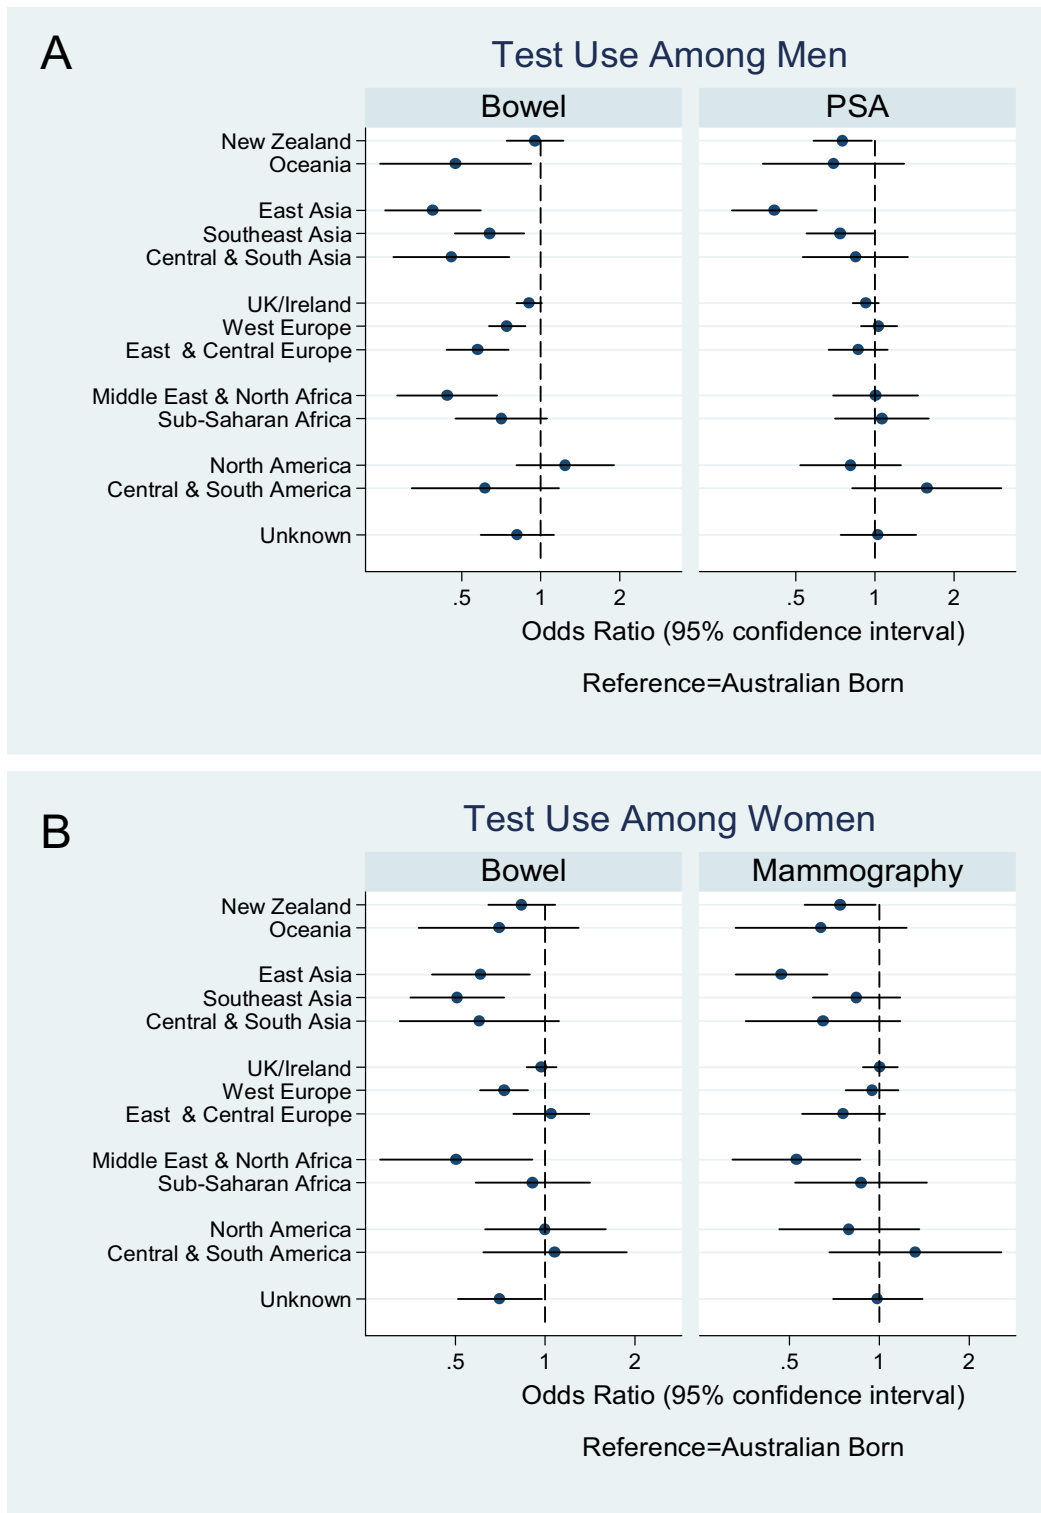 A
Test Use Among Men
Bowel
PSA
New Zealand
Oceania
East Asia
Southeast Asia
Central & South Asia
UK/Ireland
West Europe
East & Central Europe
Middle East & North Africa
Sub-Saharan Africa
North America
Central & South America
Unknown
.5 1 2
.5 1 2
Odds Ratio (95% confidence interval)
Reference=Australian Born
B
Test Use Among Women
Bowel
Mammography
New Zealand
Oceania
East Asia
Southeast Asia
Central & South Asia
UK/Ireland
West Europe
East & Central Europe
Middle East & North Africa
Sub-Saharan Africa
North America
Central & South America
Unknown
.5 1 2
.5 1 2
Odds Ratio (95% confidence interval)
Reference=Australian Born